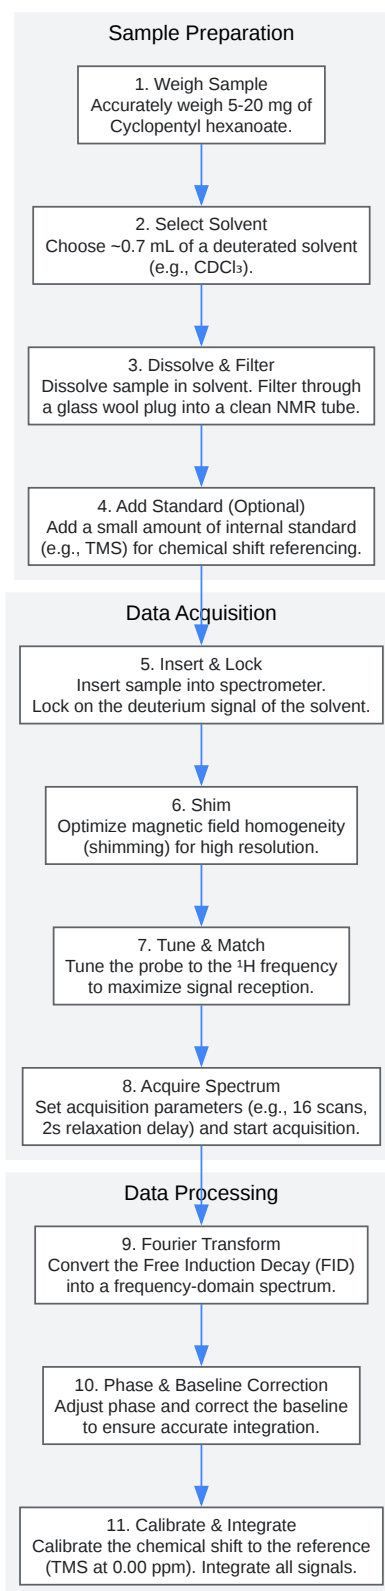 Sample Preparation
1. Weigh Sample
Accurately weigh 5-20 mg of
Cyclopentyl hexanoate.
2. Select Solvent
Choose ~0.7 mL of a deuterated solvent
(e.g., CDCl₃).
3. Dissolve & Filter
Dissolve sample in solvent. Filter through
a glass wool plug into a clean NMR tube.
4. Add Standard (Optional)
Add a small amount of internal standard
(e.g., TMS) for chemical shift referencing.
Data Acquisition
5. Insert & Lock
Insert sample into spectrometer.
Lock on the deuterium signal of the solvent.
6. Shim
Optimize magnetic field homogeneity
(shimming) for high resolution.
7. Tune & Match
Tune the probe to the ¹H frequency
to maximize signal reception.
8. Acquire Spectrum
Set acquisition parameters (e.g., 16 scans,
2s relaxation delay) and start acquisition.
Data Processing
9. Fourier Transform
Convert the Free Induction Decay (FID)
into a frequency-domain spectrum.
10. Phase & Baseline Correction
Adjust phase and correct the baseline
to ensure accurate integration.
11. Calibrate & Integrate
Calibrate the chemical shift to the reference
(TMS at 0.00 ppm). Integrate all signals.